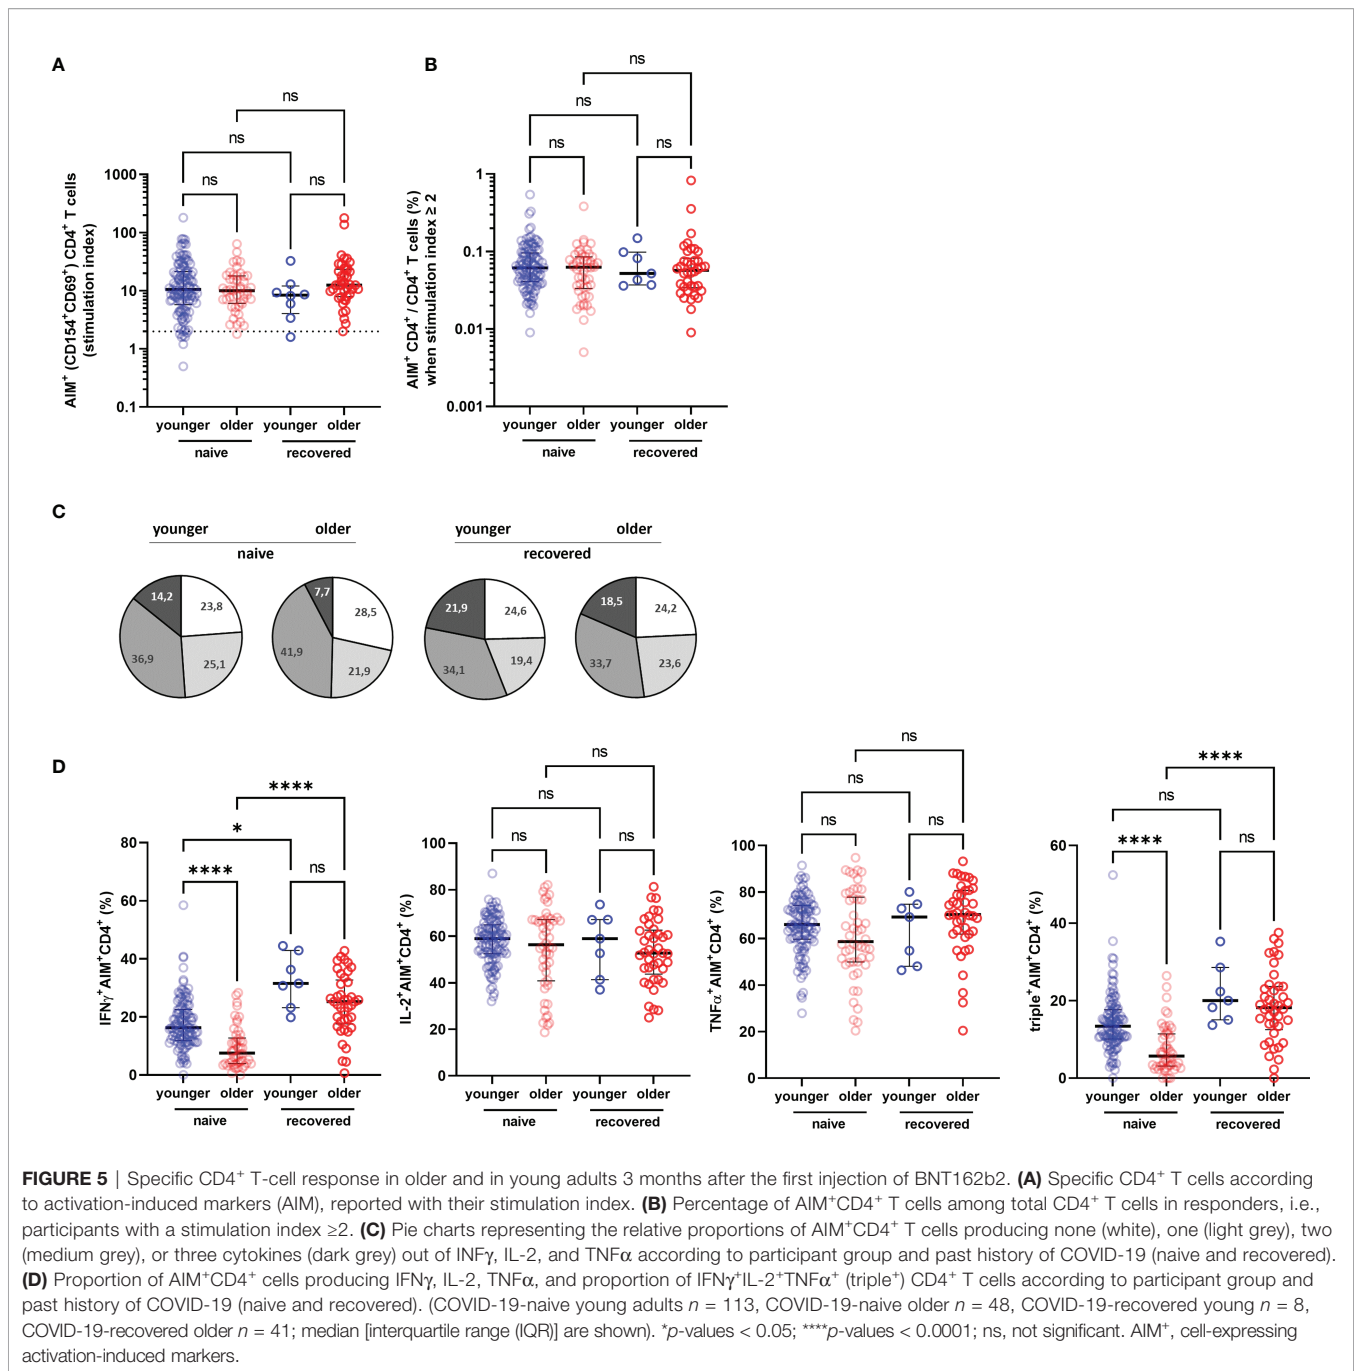 A
ns
ns
ns
ns
AIM⁺ (CD154⁺CD69⁺) CD4⁺ T cells
(stimulation index)
1000
100
10
1
0.1
younger older younger older
naive recovered
B
ns
ns
ns
ns
AIM⁺ CD4⁺ / CD4⁺ T cells (%)
when stimulation index ≥ 2
1
0.1
0.01
0.001
younger older younger older
naive recovered
C
younger older younger older
naive recovered
14,2 23,8 36,9 25,1
7,7 28,5 41,9 21,9
21,9 24,6 34,1 19,4
18,5 24,2 33,7 23,6
D
****
*
****
ns
IFNγ⁺AIM⁺CD4⁺ (%)
80
60
40
20
0
younger older younger older
naive recovered
ns
ns
ns
ns
IL-2⁺AIM⁺CD4⁺ (%)
100
80
60
40
20
0
younger older younger older
naive recovered
ns
ns
ns
ns
TNFα⁺AIM⁺CD4⁺ (%)
100
80
60
40
20
0
younger older younger older
naive recovered
****
ns
****
ns
triple⁺AIM⁺CD4⁺ (%)
60
40
20
0
younger older younger older
naive recovered
FIGURE 5 | Specific CD4⁺ T-cell response in older and in young adults 3 months after the first injection of BNT162b2. (A) Specific CD4⁺ T cells according
to activation-induced markers (AIM), reported with their stimulation index. (B) Percentage of AIM⁺CD4⁺ T cells among total CD4⁺ T cells in responders, i.e.,
participants with a stimulation index ≥2. (C) Pie charts representing the relative proportions of AIM⁺CD4⁺ T cells producing none (white), one (light grey), two
(medium grey), or three cytokines (dark grey) out of INFγ, IL-2, and TNFα according to participant group and past history of COVID-19 (naive and recovered).
(D) Proportion of AIM⁺CD4⁺ cells producing IFNγ, IL-2, TNFα, and proportion of IFNγ⁺IL-2⁺TNFα⁺ (triple⁺) CD4⁺ T cells according to participant group and
past history of COVID-19 (naive and recovered). (COVID-19-naive young adults n = 113, COVID-19-naive older n = 48, COVID-19-recovered young n = 8,
COVID-19-recovered older n = 41; median [interquartile range (IQR)] are shown). *p-values < 0.05; ****p-values < 0.0001; ns, not significant. AIM⁺, cell-expressing
activation-induced markers.